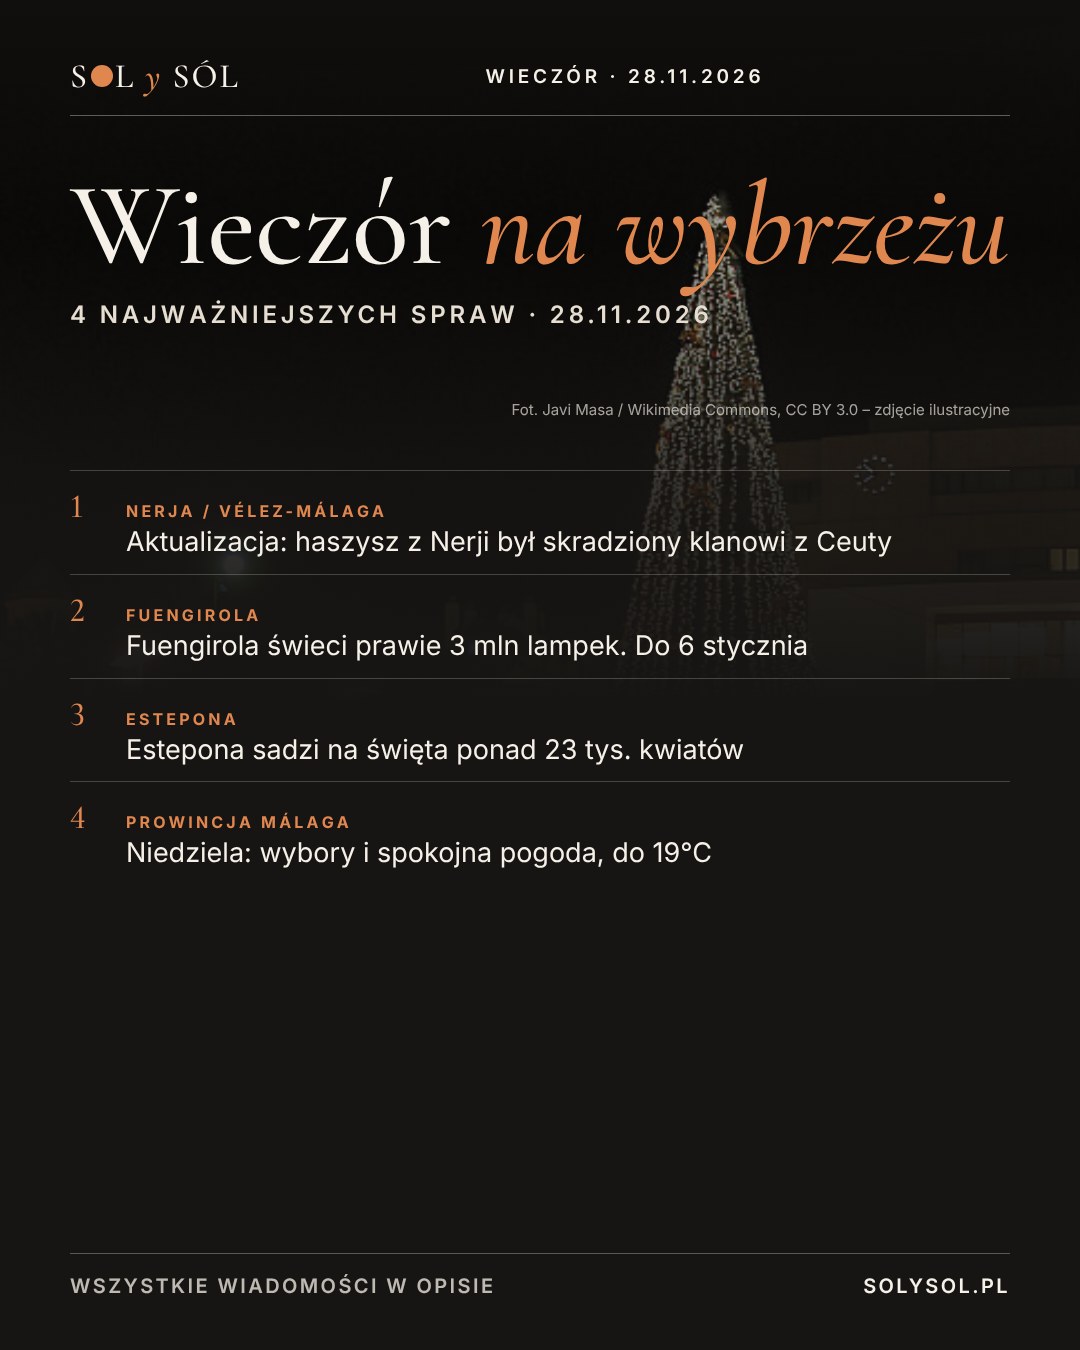 SOL y SÓL
WIECZÓR · 28.11.2026
Wieczór na wybrzeżu
4 NAJWAŻNIEJSZYCH SPRAW · 28.11.2026
Fot. Javi Masa / Wikimedia Commons, CC BY 3.0 – zdjęcie ilustracyjne
1 NERJA / VÉLEZ-MÁLAGA
Aktualizacja: haszysz z Nerji był skradziony klanowi z Ceuty
2 FUENGIROLA
Fuengirola świeci prawie 3 mln lampek. Do 6 stycznia
3 ESTEPONA
Estepona sadzi na święta ponad 23 tys. kwiatów
4 PROWINCJA MÁLAGA
Niedziela: wybory i spokojna pogoda, do 19°C
WSZYSTKIE WIADOMOŚCI W OPISIE
SOLYSOL.PL